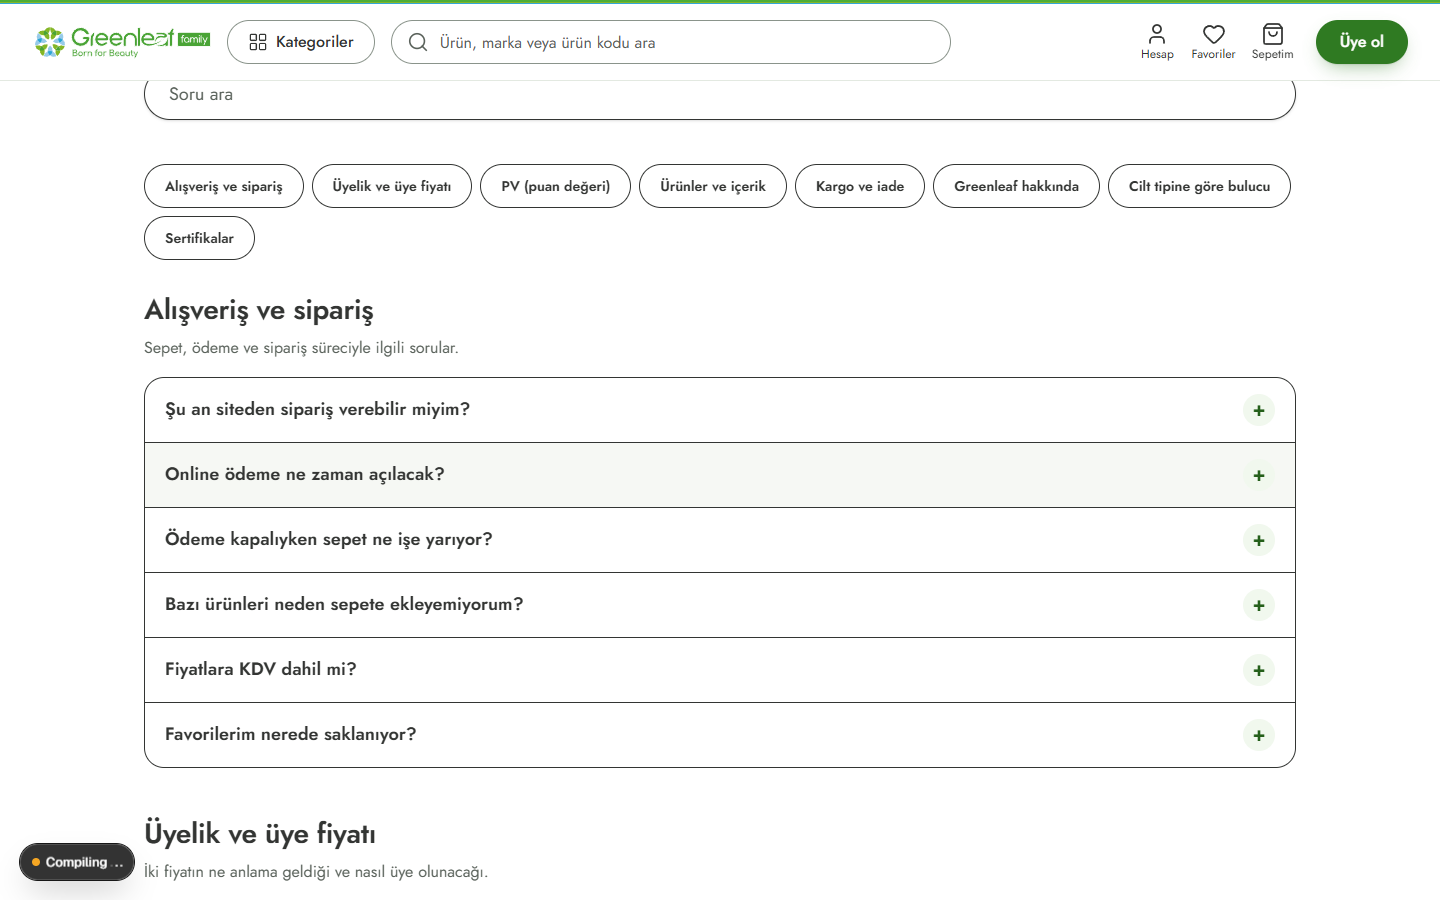 Greenleaf family
Born for Beauty
Kategoriler
Ürün, marka veya ürün kodu ara
Hesap
Favoriler
Sepetim
Üye ol
Soru ara
Alışveriş ve sipariş
Üyelik ve üye fiyatı
PV (puan değeri)
Ürünler ve içerik
Kargo ve iade
Greenleaf hakkında
Cilt tipine göre bulucu
Sertifikalar
Alışveriş ve sipariş
Sepet, ödeme ve sipariş süreciyle ilgili sorular.
Şu an siteden sipariş verebilir miyim?
Online ödeme ne zaman açılacak?
Ödeme kapalıyken sepet ne işe yarıyor?
Bazı ürünleri neden sepete ekleyemiyorum?
Fiyatlara KDV dahil mi?
Favorilerim nerede saklanıyor?
Üyelik ve üye fiyatı
İki fiyatın ne anlama geldiği ve nasıl üye olunacağı.
Compiling ...